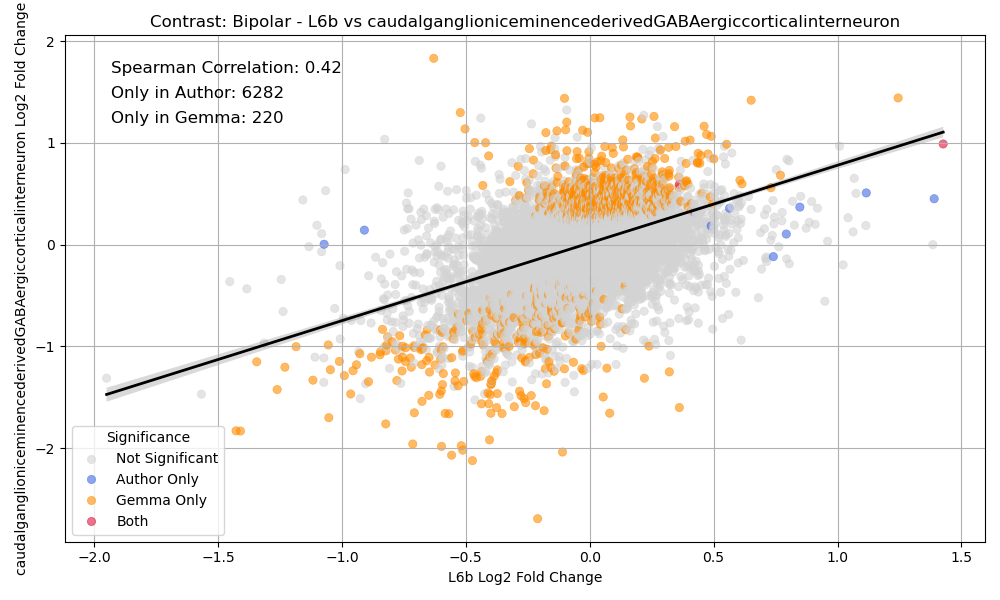 Contrast: Bipolar - L6b vs caudalganglioniceminencederivedGABAergiccorticalinterneuron
caudalganglioniceminencederivedGABAergiccorticalinterneuron Log2 Fold Change
2
1
0
−1
−2
Spearman Correlation: 0.42
Only in Author: 6282
Only in Gemma: 220
Significance
Not Significant
Author Only
Gemma Only
Both
−2.0
−1.5
−1.0
−0.5
0.0
0.5
1.0
1.5
L6b Log2 Fold Change